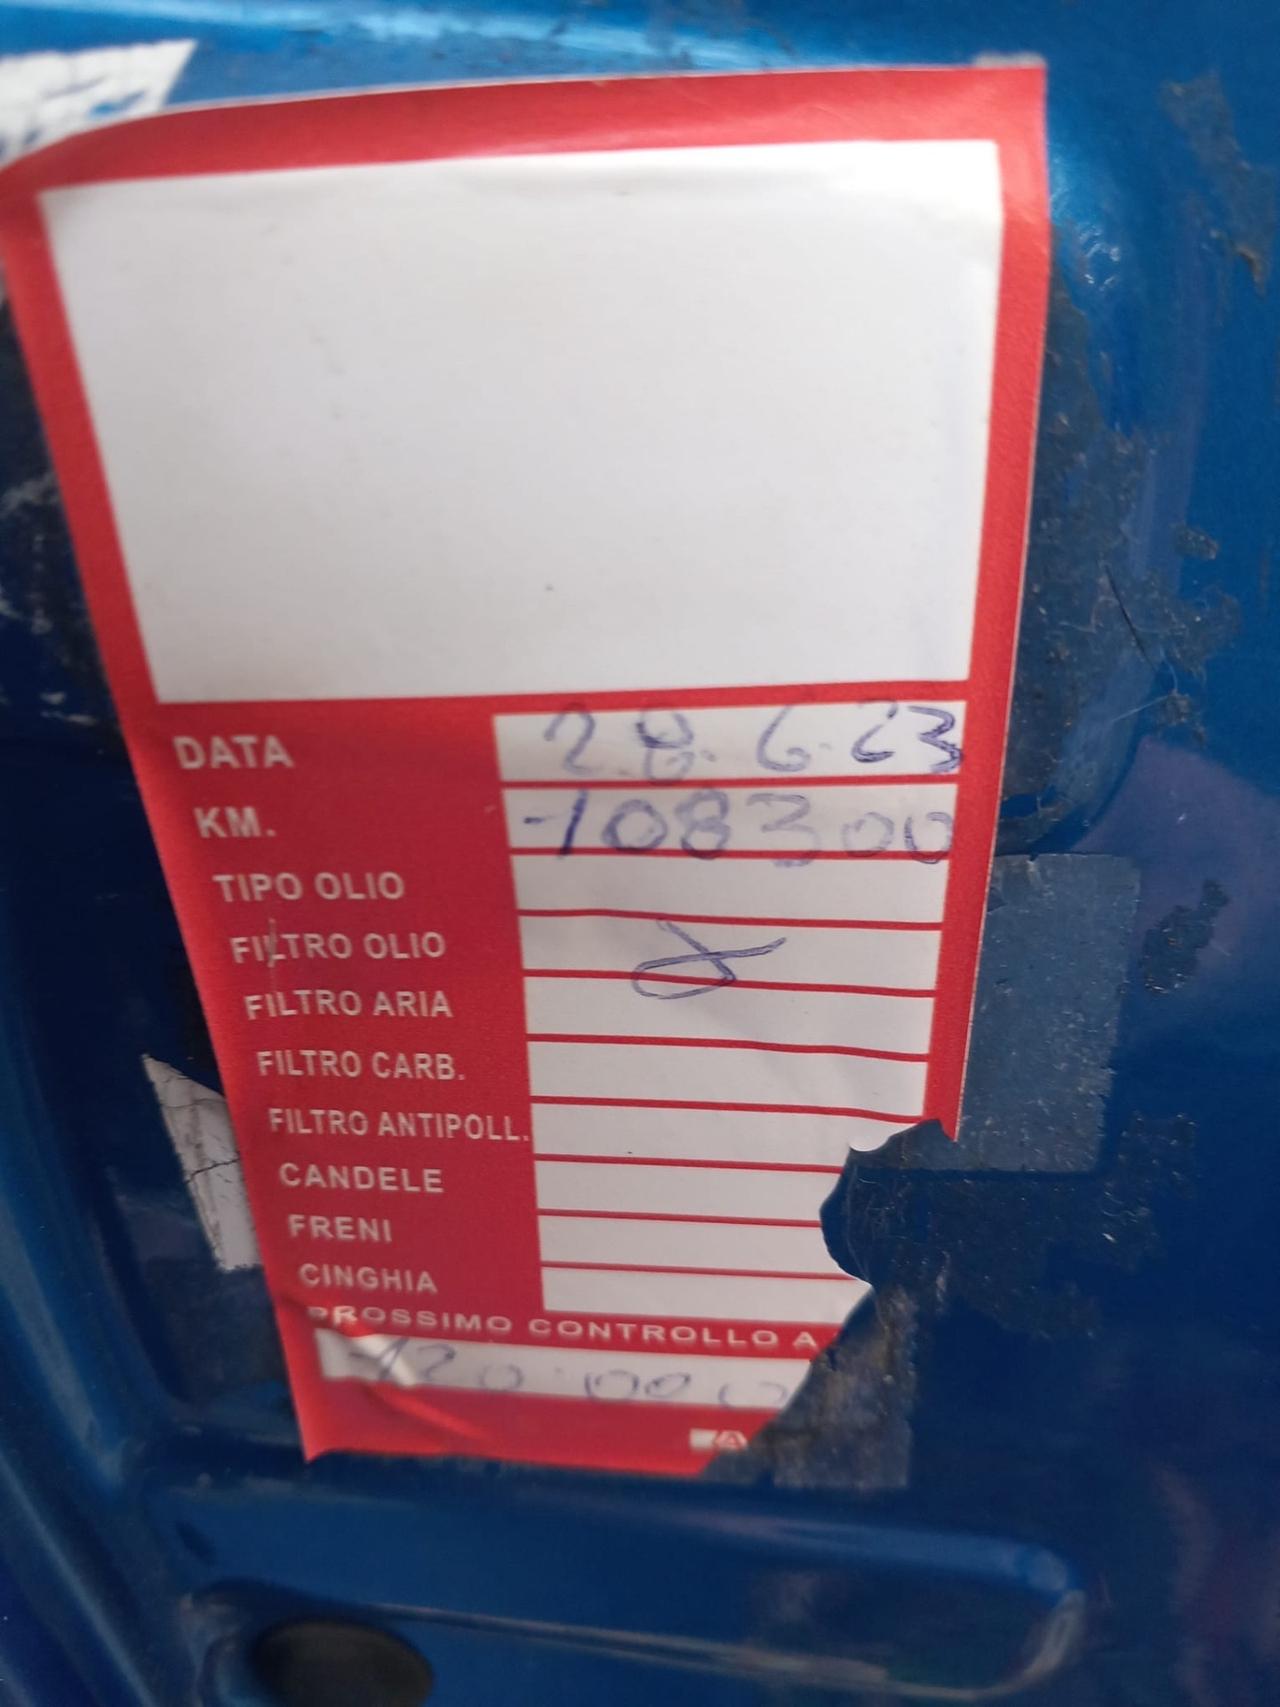 DATA 28.6.23
KM. 108300
TIPO OLIO
FILTRO OLIO X
FILTRO ARIA
FILTRO CARB.
FILTRO ANTIPOLL.
CANDELE
FRENI
CINGHIA
PROSSIMO CONTROLLO A
120.000